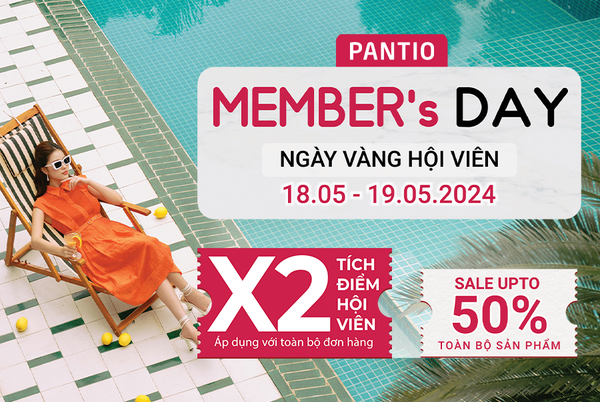 PANTIO
MEMBER's DAY
NGÀY VÀNG HỘI VIÊN
18.05 - 19.05.2024
X2
TÍCH
ĐIỂM
HỘI
VIÊN
Áp dụng với toàn bộ đơn hàng
SALE UPTO
50%
TOÀN BỘ SẢN PHẨM